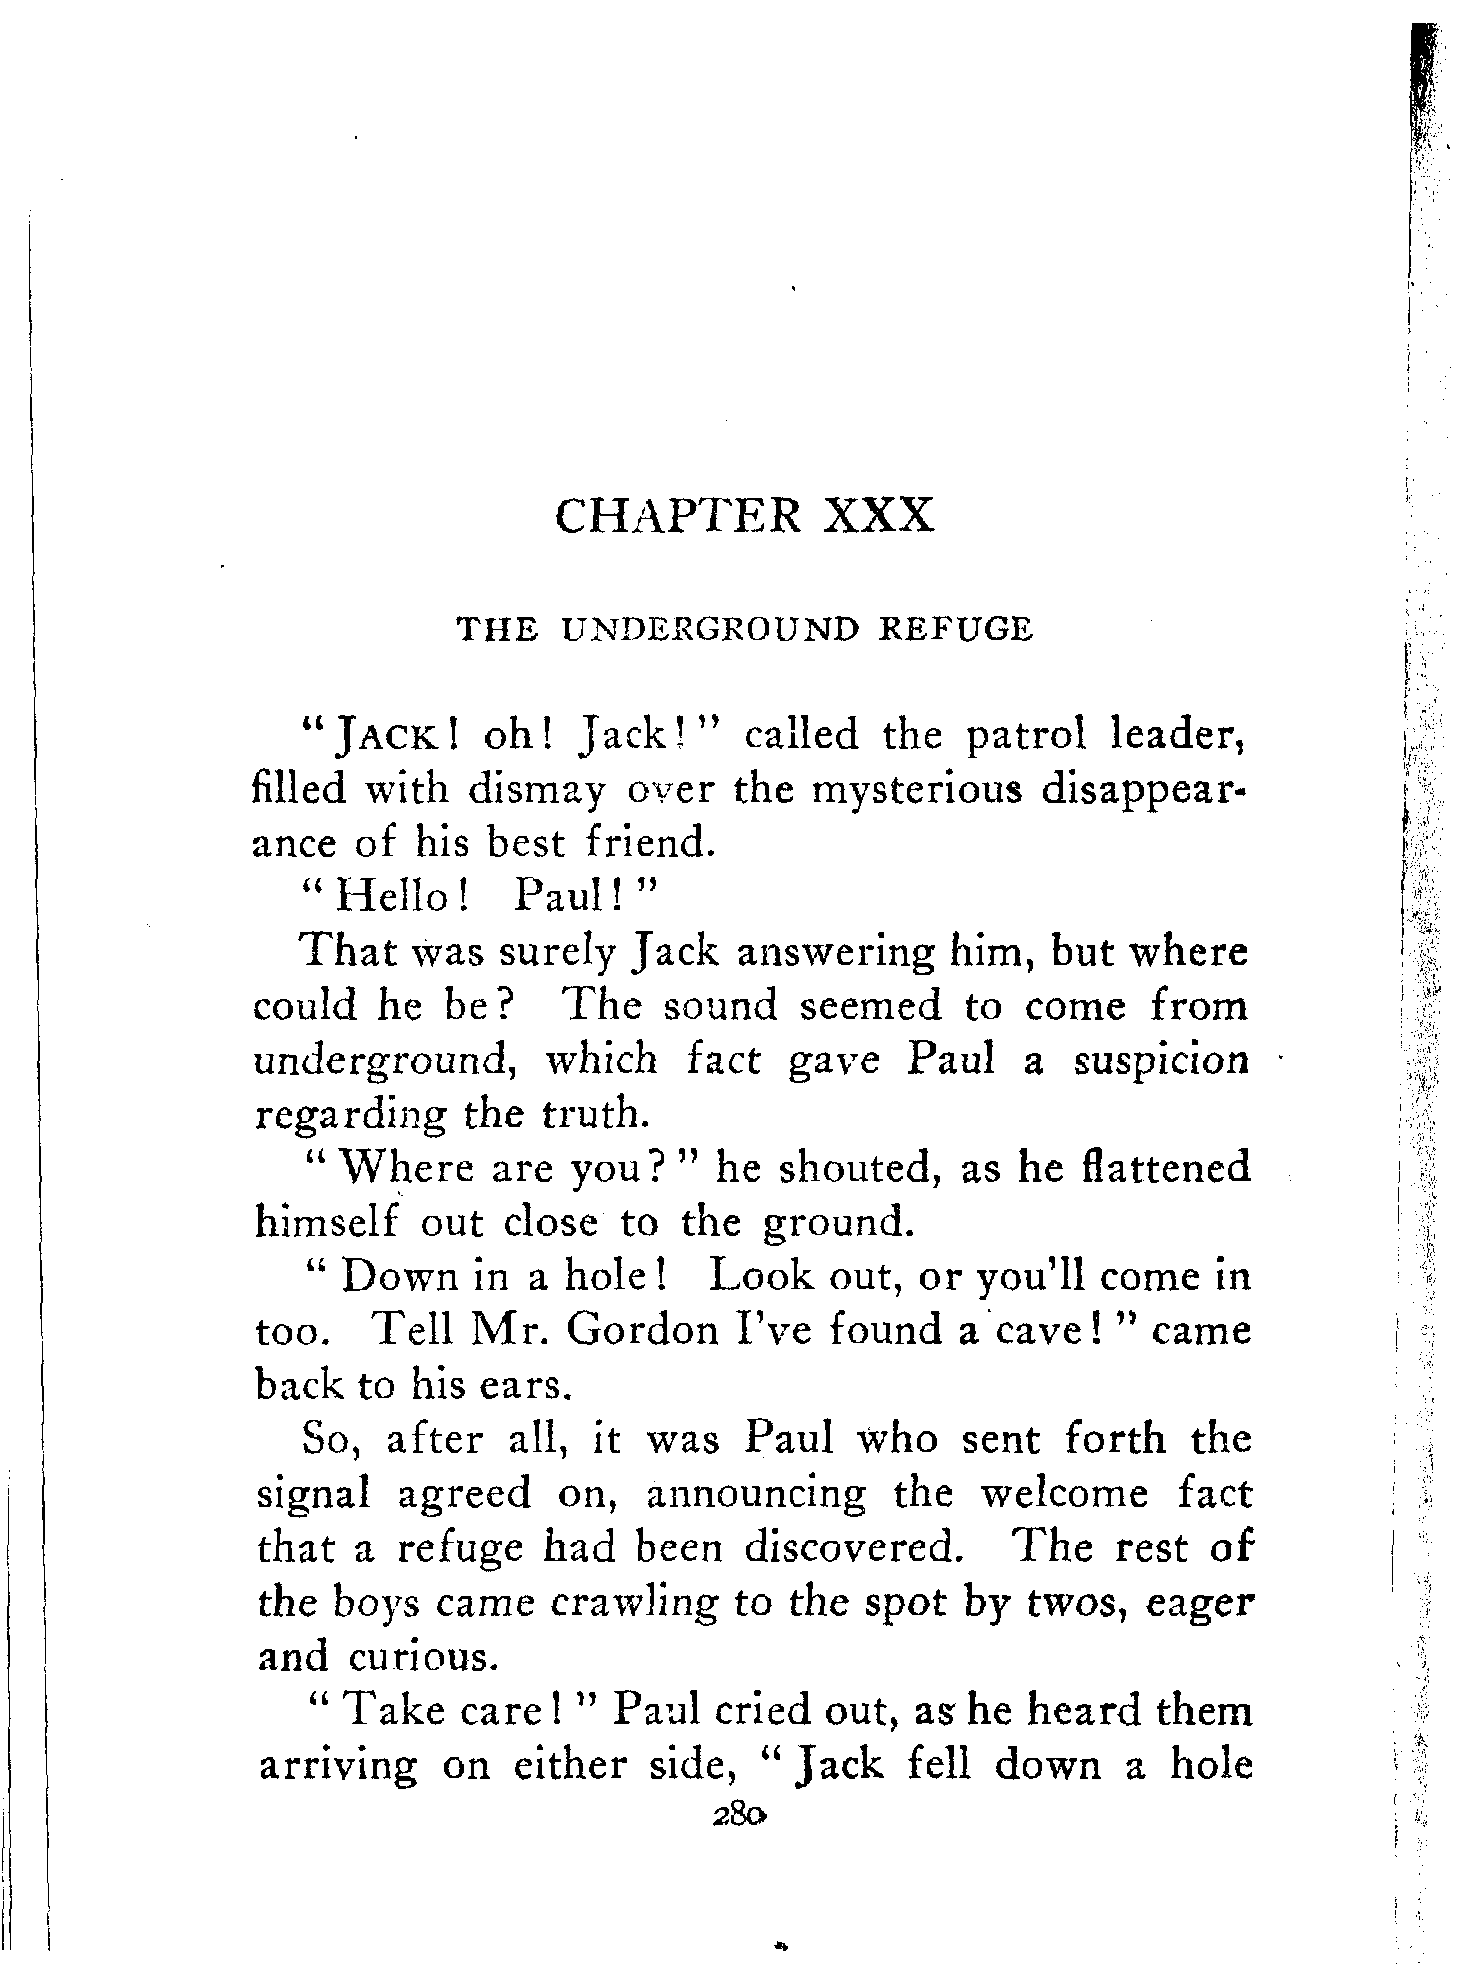 CHAPTER XXX
THE UNDERGROUND REFUGE
"JACK! oh! Jack!" called the patrol leader,
filled with dismay over the mysterious disappear-
ance of his best friend.
"Hello! Paul!"
That was surely Jack answering him, but where
could he be? The sound seemed to come from
underground, which fact gave Paul a suspicion
regarding the truth.
"Where are you?" he shouted, as he flattened
himself out close to the ground.
"Down in a hole! Look out, or you'll come in
too. Tell Mr. Gordon I've found a cave!" came
back to his ears.
So, after all, it was Paul who sent forth the
signal agreed on, announcing the welcome fact
that a refuge had been discovered. The rest of
the boys came crawling to the spot by twos, eager
and curious.
"Take care!" Paul cried out, as he heard them
arriving on either side, "Jack fell down a hole
280